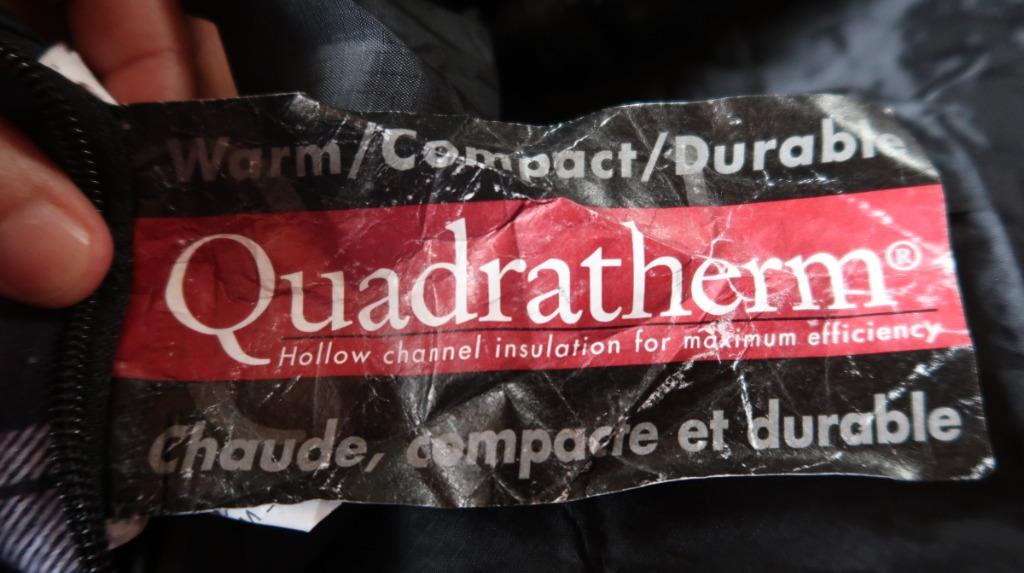 Warm/Compact/Durable
Quadratherm®
Hollow channel insulation for maximum efficiency
Chaude, compacte et durable